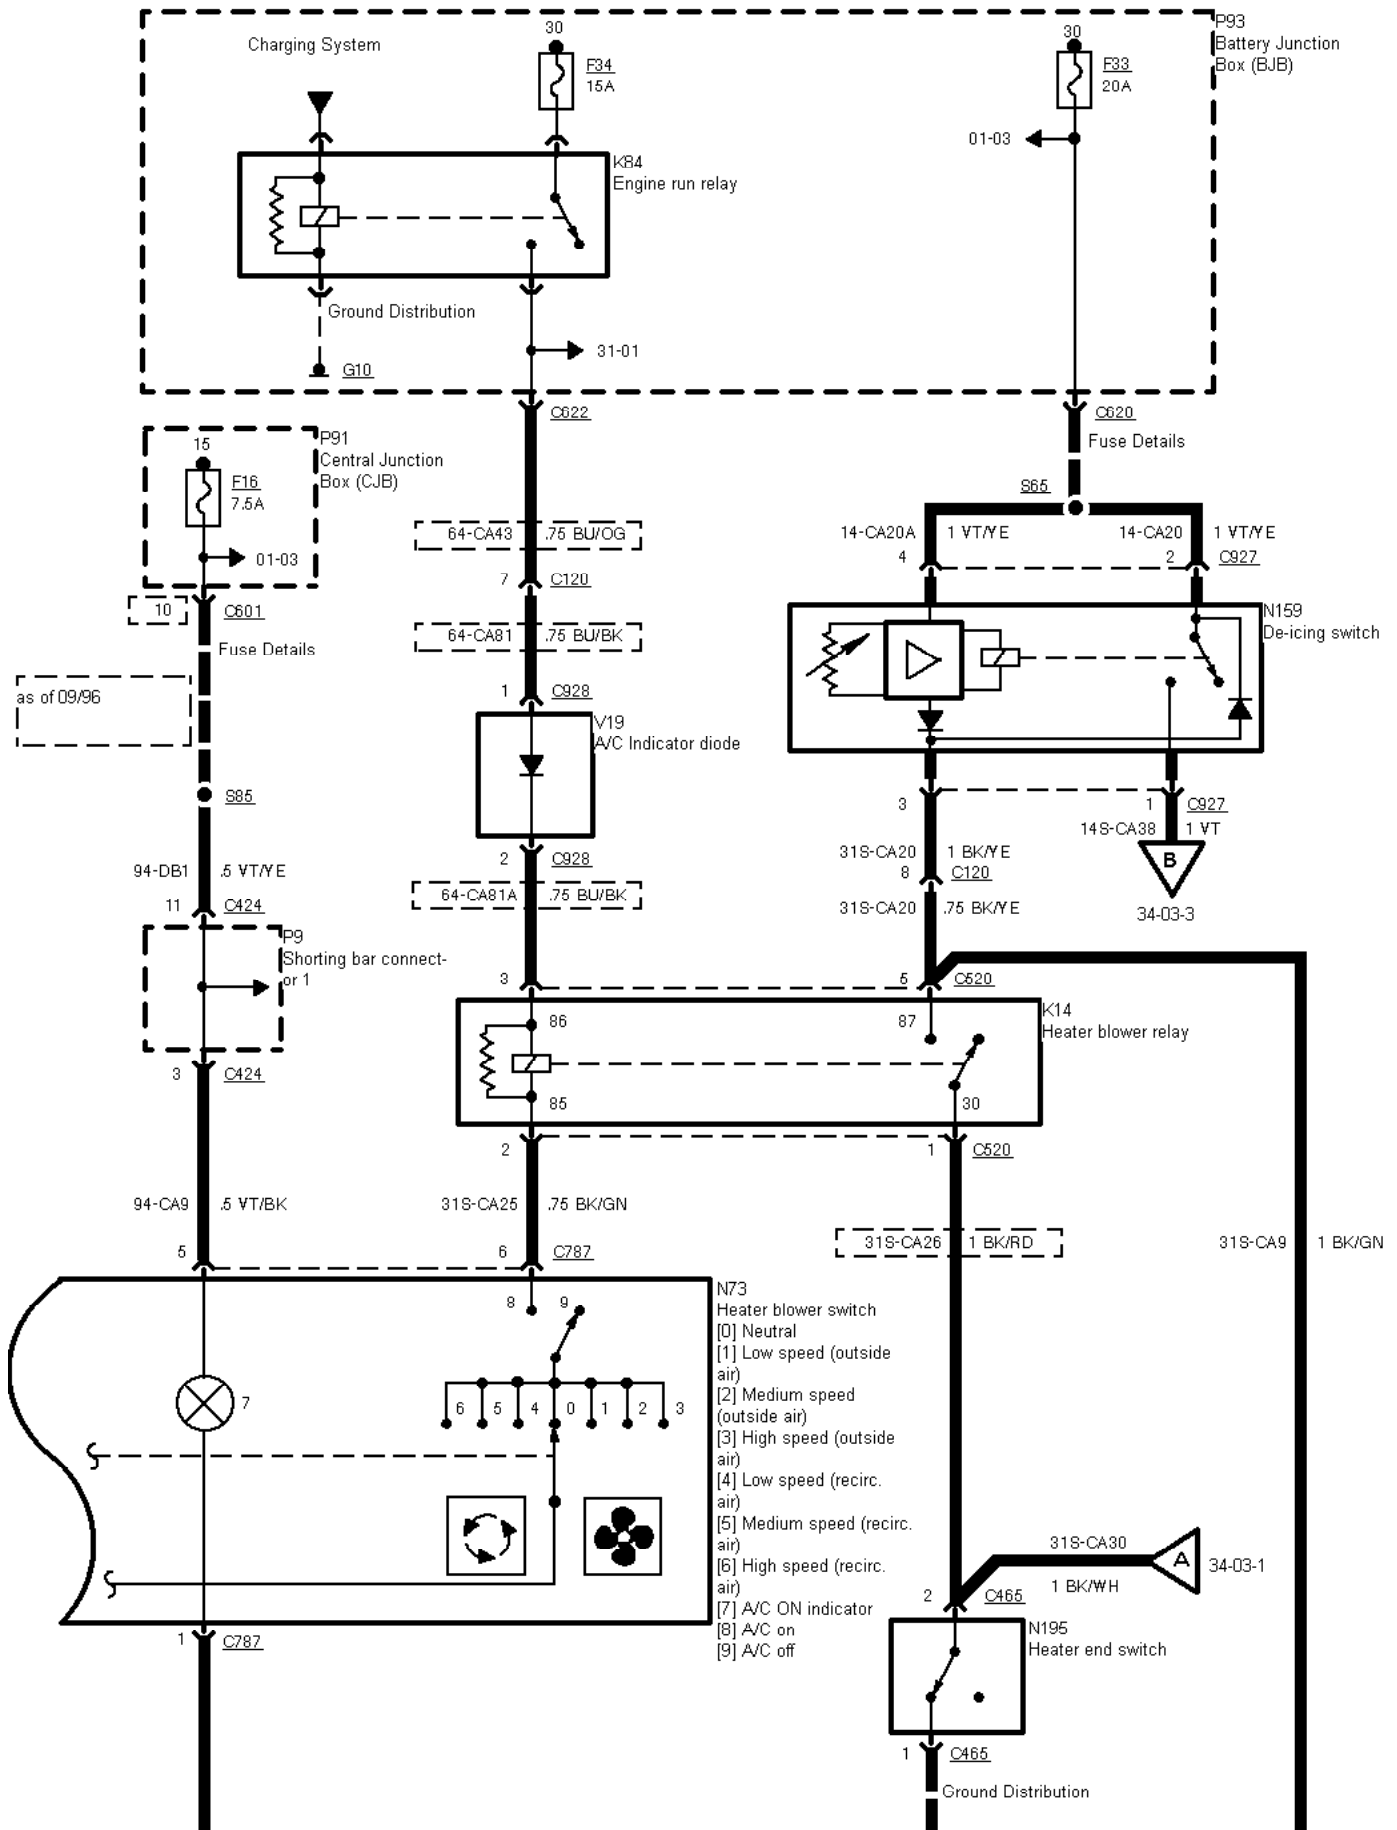 P93
Battery Junction
Box (BJB)
Charging System
30
F34
15A
30
F33
20A
01-03
K84
Engine run relay
Ground Distribution
31-01
G10
C622
C620
Fuse Details
P91
Central Junction
Box (CJB)
15
F16
7.5A
01-03
S65
14-CA20A
1 VT/YE
14-CA20
1 VT/YE
64-CA43
.75 BU/OG
4
2
C927
7
C120
10
C601
N159
De-icing switch
Fuse Details
64-CA81
.75 BU/BK
as of 09/96
1
C928
V19
A/C Indicator diode
S85
3
1
C927
14S-CA38
1 VT
94-DB1
.5 VT/YE
2
C928
31S-CA20
1 BK/YE
B
8
C120
64-CA81A
.75 BU/BK
11
C424
31S-CA20
.75 BK/YE
34-03-3
P9
Shorting bar connect-
or 1
3
5
C520
86
87
K14
Heater blower relay
3
C424
85
30
2
1
C520
94-CA9
.5 VT/BK
31S-CA25
.75 BK/GN
31S-CA26
1 BK/RD
31S-CA9
1 BK/GN
5
6
C787
N73
Heater blower switch
[0] Neutral
[1] Low speed (outside
air)
[2] Medium speed
(outside air)
[3] High speed (outside
air)
[4] Low speed (recirc.
air)
[5] Medium speed (recirc.
air)
[6] High speed (recirc.
air)
[7] A/C ON indicator
[8] A/C on
[9] A/C off
8
9
7
6
5
4
0
1
2
3
31S-CA30
A
34-03-1
1 BK/WH
2
C465
N195
Heater end switch
1
C787
1
C465
Ground Distribution